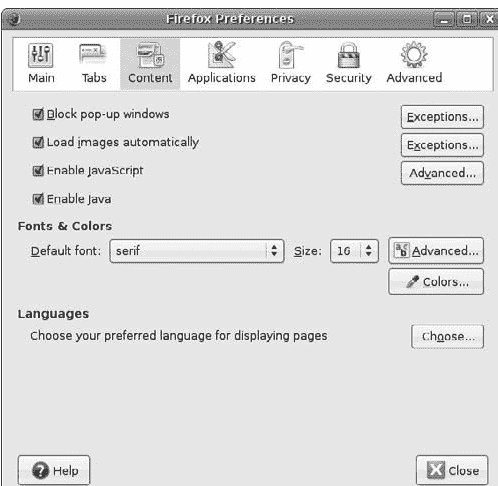 Firefox Preferences
Main Tabs Content Applications Privacy Security Advanced
Block pop-up windows Exceptions...
Load images automatically Exceptions...
Enable JavaScript Advanced...
Enable Java
Fonts & Colors
Default font: serif Size: 16 Advanced...
Colors...
Languages
Choose your preferred language for displaying pages Choose...
Help Close